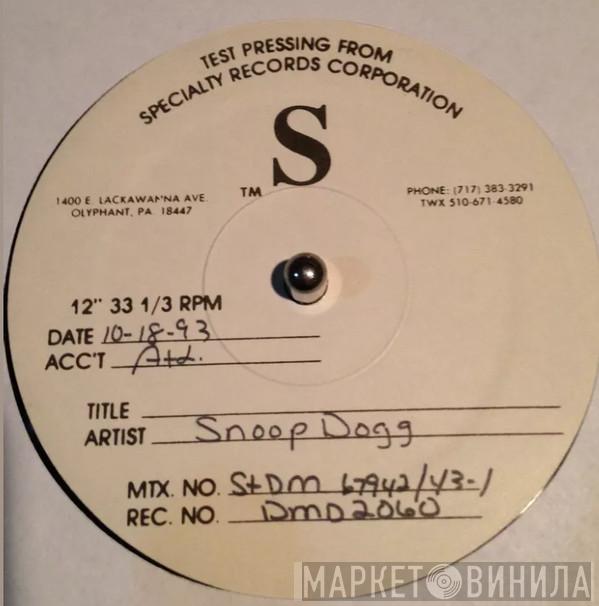 TEST PRESSING FROM
SPECIALTY RECORDS CORPORATION
S
TM
1400 E. LACKAWANNA AVE.
OLYPHANT, PA. 18447
PHONE: (717) 383-3291
TWX 510-671-4580
12" 33 1/3 RPM
DATE 10-18-93
ACC'T Atl.
TITLE
ARTIST Snoop Dogg
MTX. NO. StDM 67942/43-1
REC. NO. DMD2060
МАРКЕТ ВИНИЛА